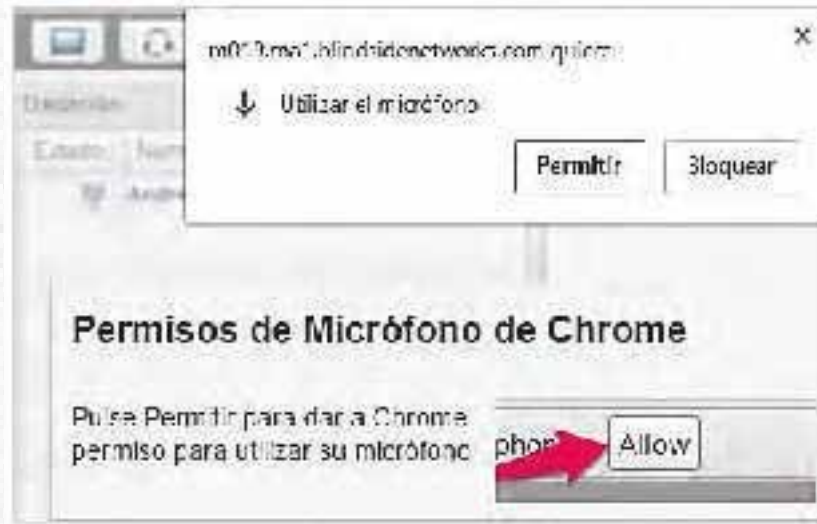 Utilizar el micrófono
Permitir Bloquear
Estado
Permisos de Micrófono de Chrome
Pulse Permitir para dar a Chrome
permiso para utilizar su micrófono
Allow